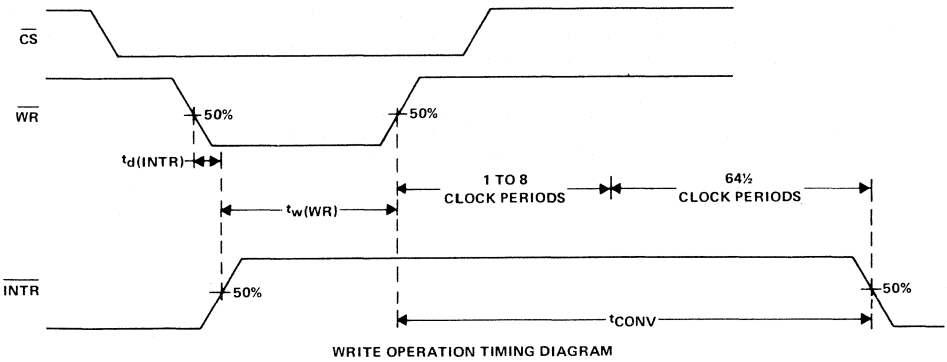 CS
WR
50%
50%
td(INTR)
1 TO 8
CLOCK PERIODS
64½
CLOCK PERIODS
tw(WR)
INTR
50%
50%
tCONV
WRITE OPERATION TIMING DIAGRAM